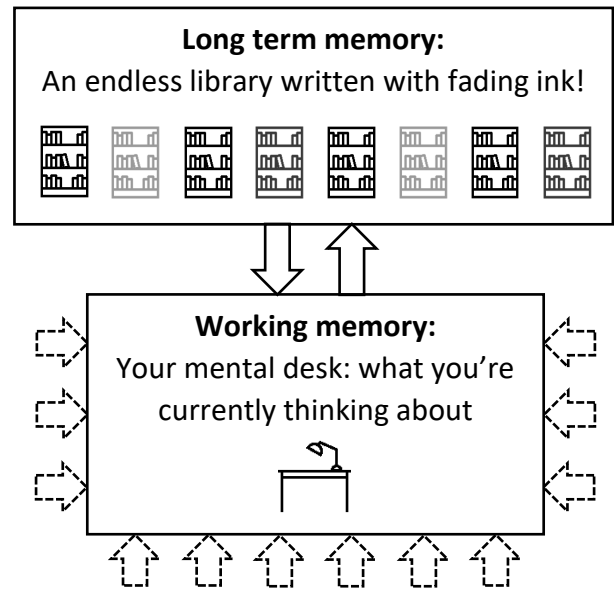 Long term memory:
An endless library written with fading ink!
Working memory:
Your mental desk: what you’re
currently thinking about